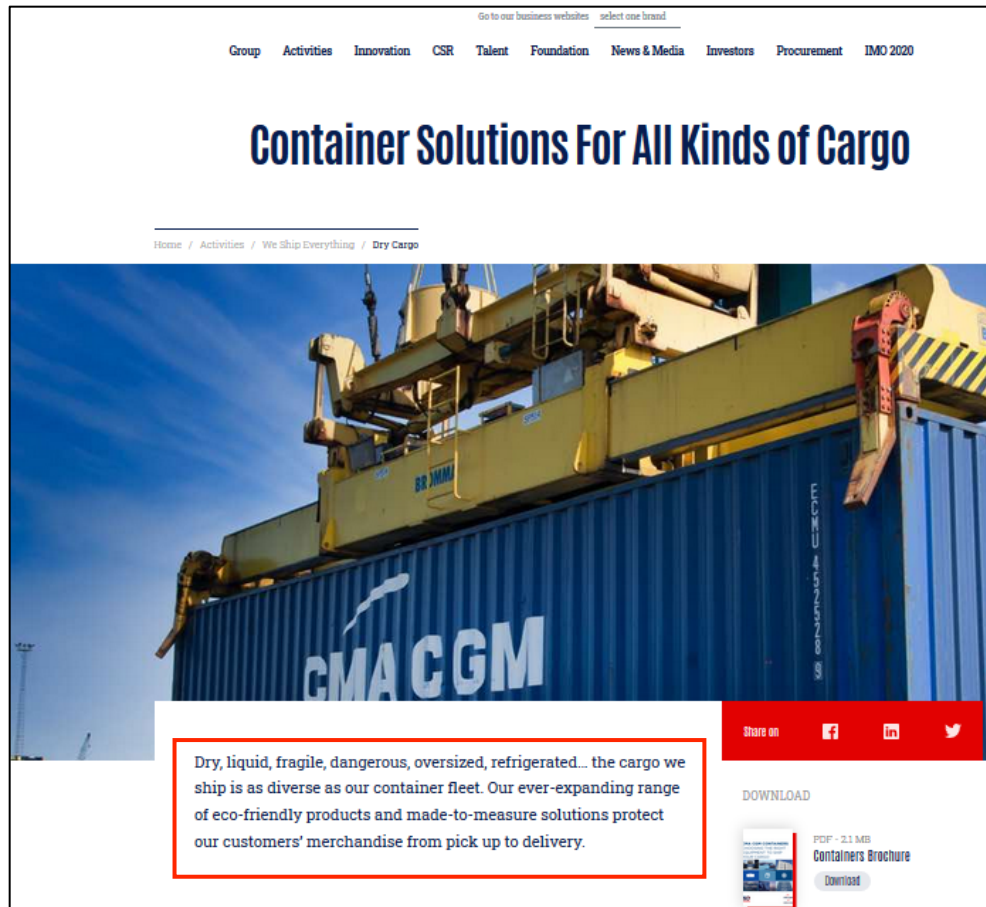 Go to our business websites select one brand
Group Activities Innovation CSR Talent Foundation News & Media Investors Procurement IMO 2020
Container Solutions For All Kinds of Cargo
Home / Activities / We Ship Everything / Dry Cargo
BROMMA
ECMU 452528 9
CMA CGM
Share on
Dry, liquid, fragile, dangerous, oversized, refrigerated... the cargo we
ship is as diverse as our container fleet. Our ever-expanding range
of eco-friendly products and made-to-measure solutions protect
our customers' merchandise from pick up to delivery.
DOWNLOAD
PDF - 2.1 MB
Containers Brochure
Download